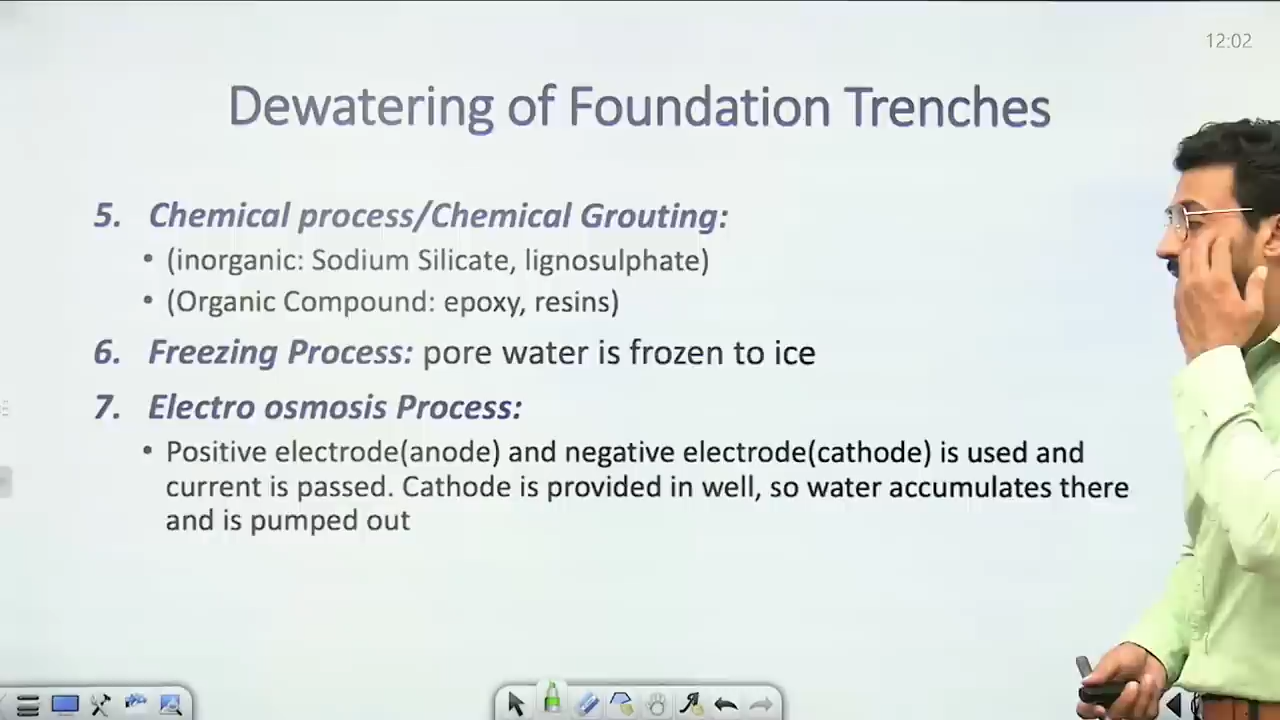 12:02
Dewatering of Foundation Trenches
5. Chemical process/Chemical Grouting:
• (inorganic: Sodium Silicate, lignosulphate)
• (Organic Compound: epoxy, resins)
6. Freezing Process: pore water is frozen to ice
7. Electro osmosis Process:
• Positive electrode(anode) and negative electrode(cathode) is used and
current is passed. Cathode is provided in well, so water accumulates there
and is pumped out